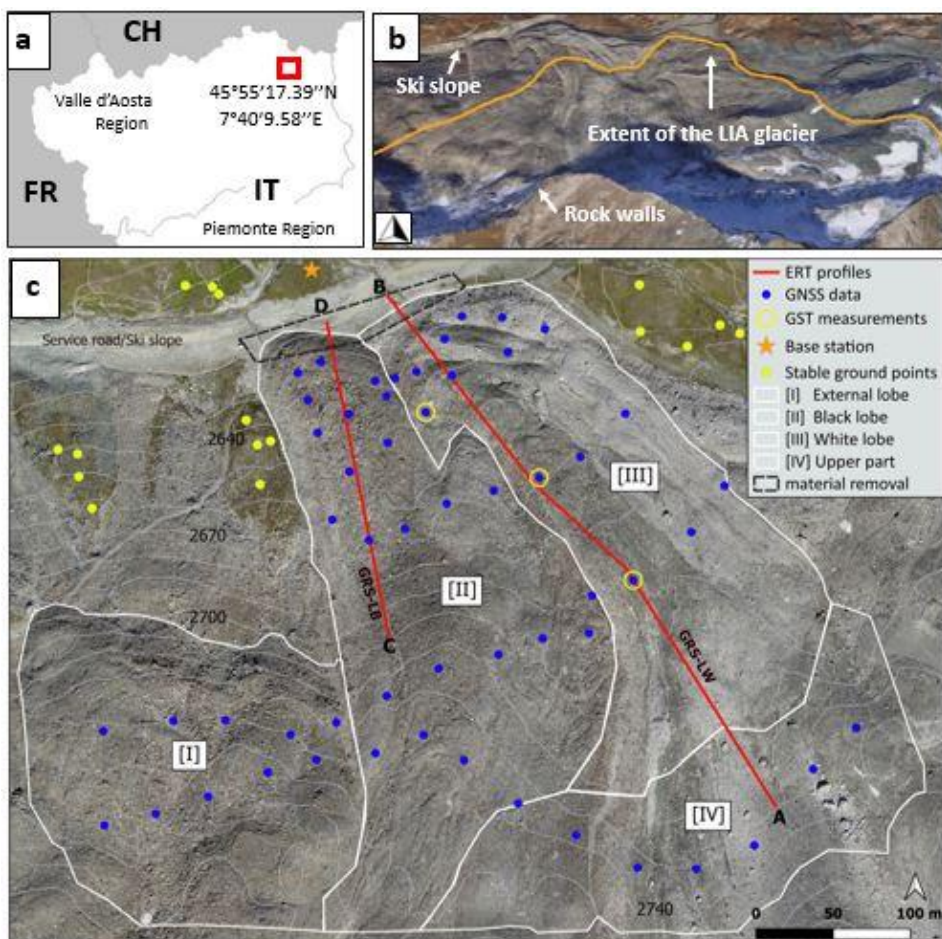 a
CH
Valle d'Aosta
Region
45°55'17.39''N
7°40'9.58''E
FR
IT
Piemonte Region
b
Ski slope
Extent of the LIA glacier
Rock walls
c
D
B
Service road/Ski slope
2640
2670
2700
GRS-LB
C
GRS-LW
A
[I]
[II]
[III]
[IV]
2740
ERT profiles
GNSS data
GST measurements
Base station
Stable ground points
[I] External lobe
[II] Black lobe
[III] White lobe
[IV] Upper part
material removal
0 50 100 m